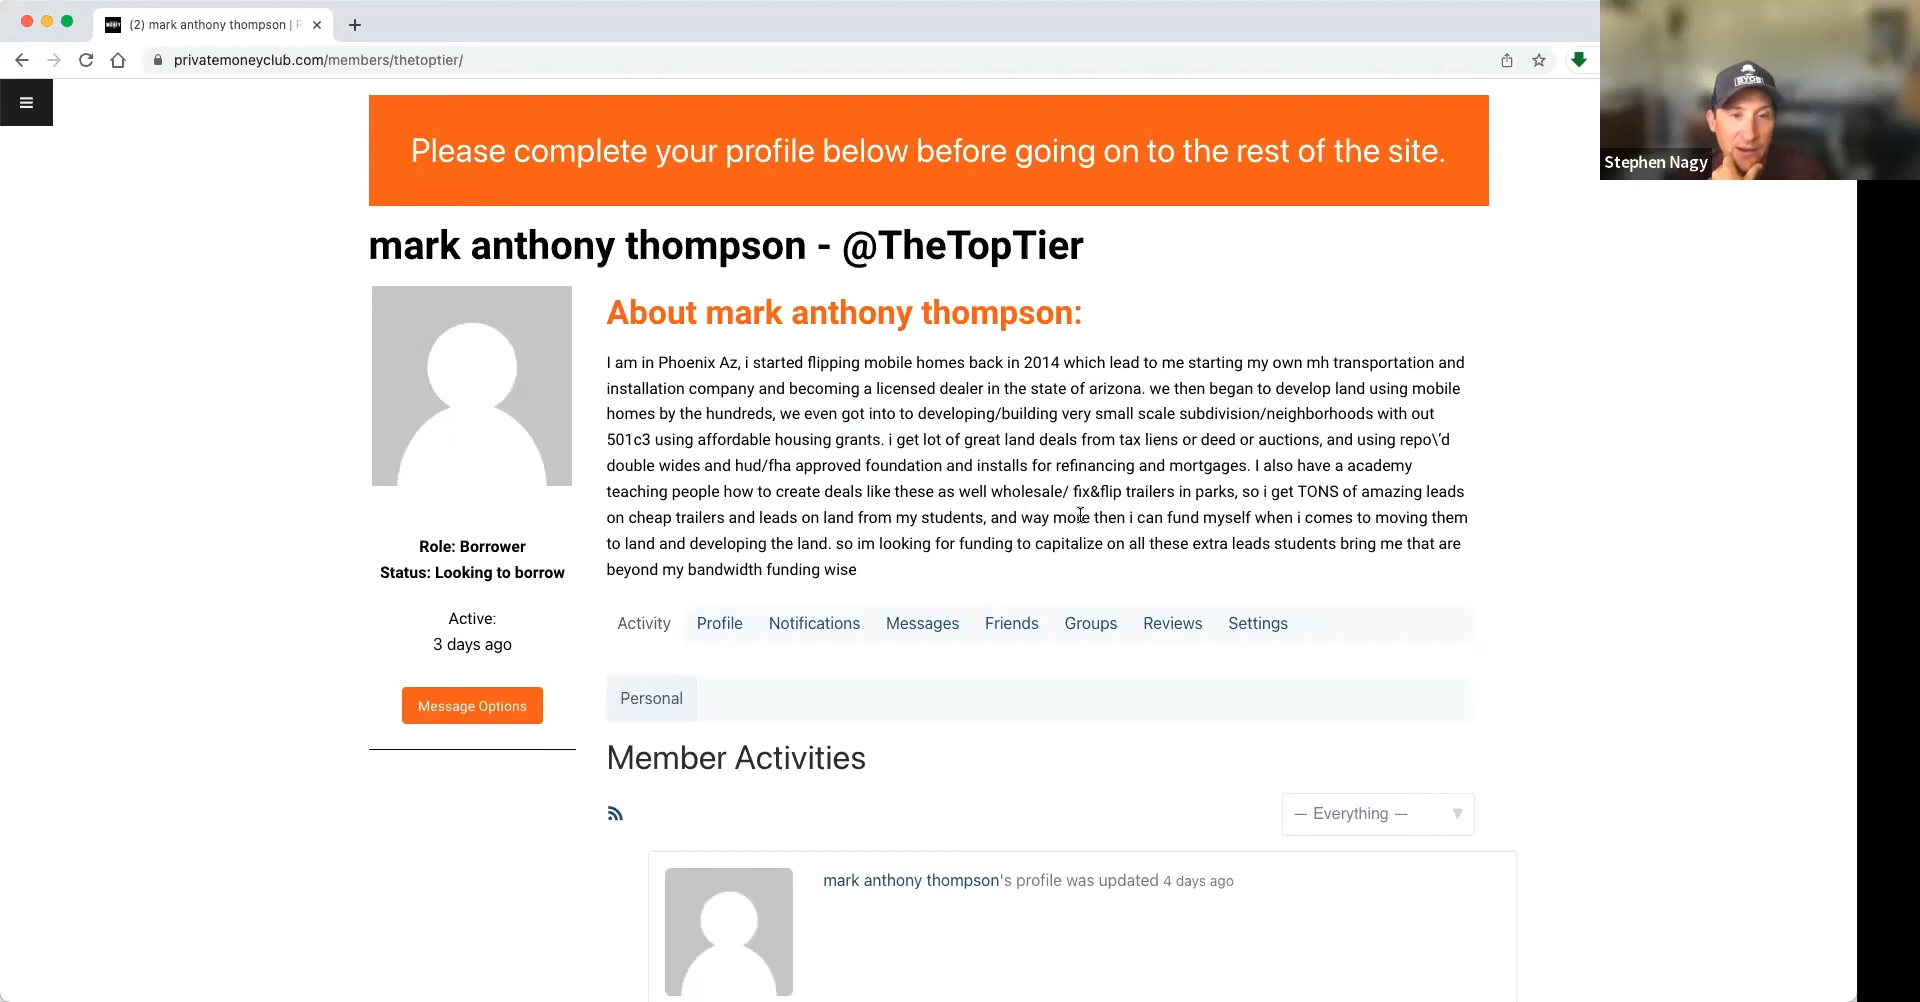 (2) mark anthony thompson |
privatemoneyclub.com/members/thetoptier/
Stephen Nagy
Please complete your profile below before going on to the rest of the site.
mark anthony thompson - @TheTopTier
About mark anthony thompson:
I am in Phoenix Az, i started flipping mobile homes back in 2014 which lead to me starting my own mh transportation and
installation company and becoming a licensed dealer in the state of arizona. we then began to develop land using mobile
homes by the hundreds, we even got into to developing/building very small scale subdivision/neighborhoods with out
501c3 using affordable housing grants. i get lot of great land deals from tax liens or deed or auctions, and using repo\'d
double wides and hud/fha approved foundation and installs for refinancing and mortgages. I also have a academy
teaching people how to create deals like these as well wholesale/ fix&flip trailers in parks, so i get TONS of amazing leads
on cheap trailers and leads on land from my students, and way more then i can fund myself when i comes to moving them
to land and developing the land. so im looking for funding to capitalize on all these extra leads students bring me that are
beyond my bandwidth funding wise
Role: Borrower
Status: Looking to borrow
Active:
3 days ago
Message Options
Activity Profile Notifications Messages Friends Groups Reviews Settings
Personal
Member Activities
— Everything —
mark anthony thompson's profile was updated 4 days ago